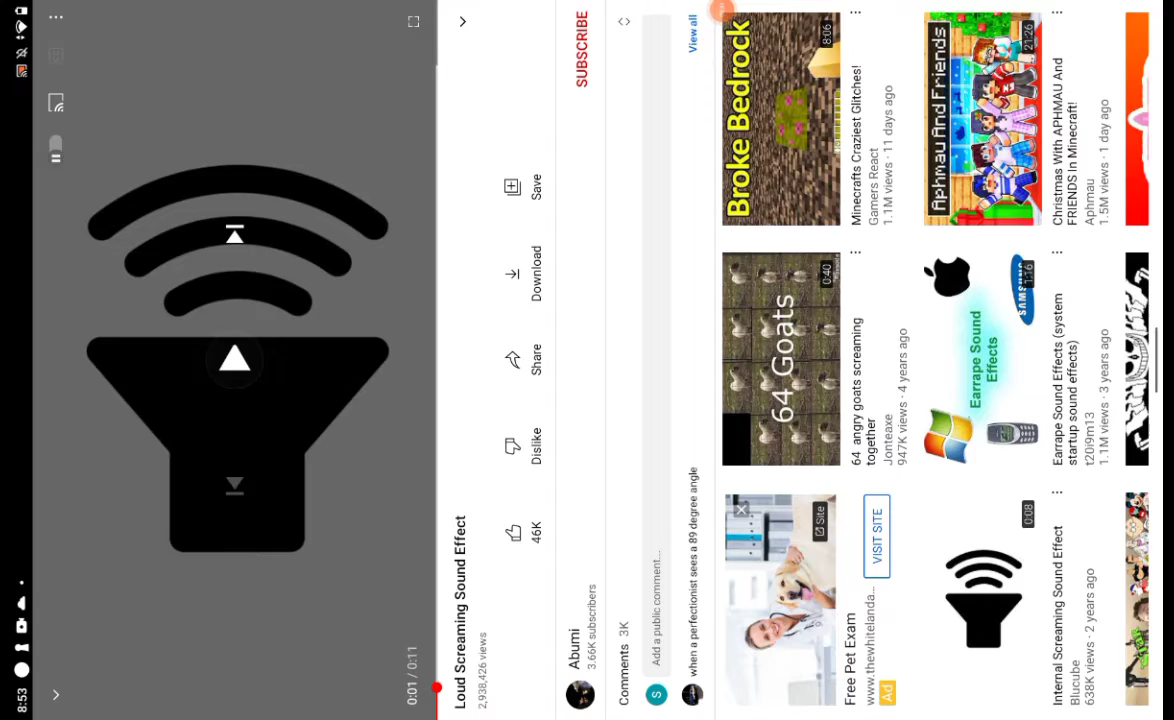 8:53
0:01 / 0:11
Loud Screaming Sound Effect
2,938,426 views
46K
Dislike
Share
Download
Save
Abumi
3.66K subscribers
SUBSCRIBE
Comments 3K
S
Add a public comment...
when a perfectionist sees a 89 degree angle
View all
Site
Free Pet Exam
www.thewhitelanda...
Ad
VISIT SITE
64 Goats
0:40
64 angry goats screaming
together
Jonteaxe
947K views · 4 years ago
Broke Bedrock
8:06
Minecrafts Craziest Glitches!
Gamers React
1.1M views · 11 days ago
0:08
Internal Screaming Sound Effect
Blucube
638K views · 2 years ago
Earrape Sound
Effects
SAMSUNG
1:16
Earrape Sound Effects (system
startup sound effects)
t20i9m13
1.1M views · 3 years ago
Aphmau And Friends
21:26
Christmas With APHMAU And
FRIENDS In Minecraft!
Aphmau
1.5M views · 1 day ago